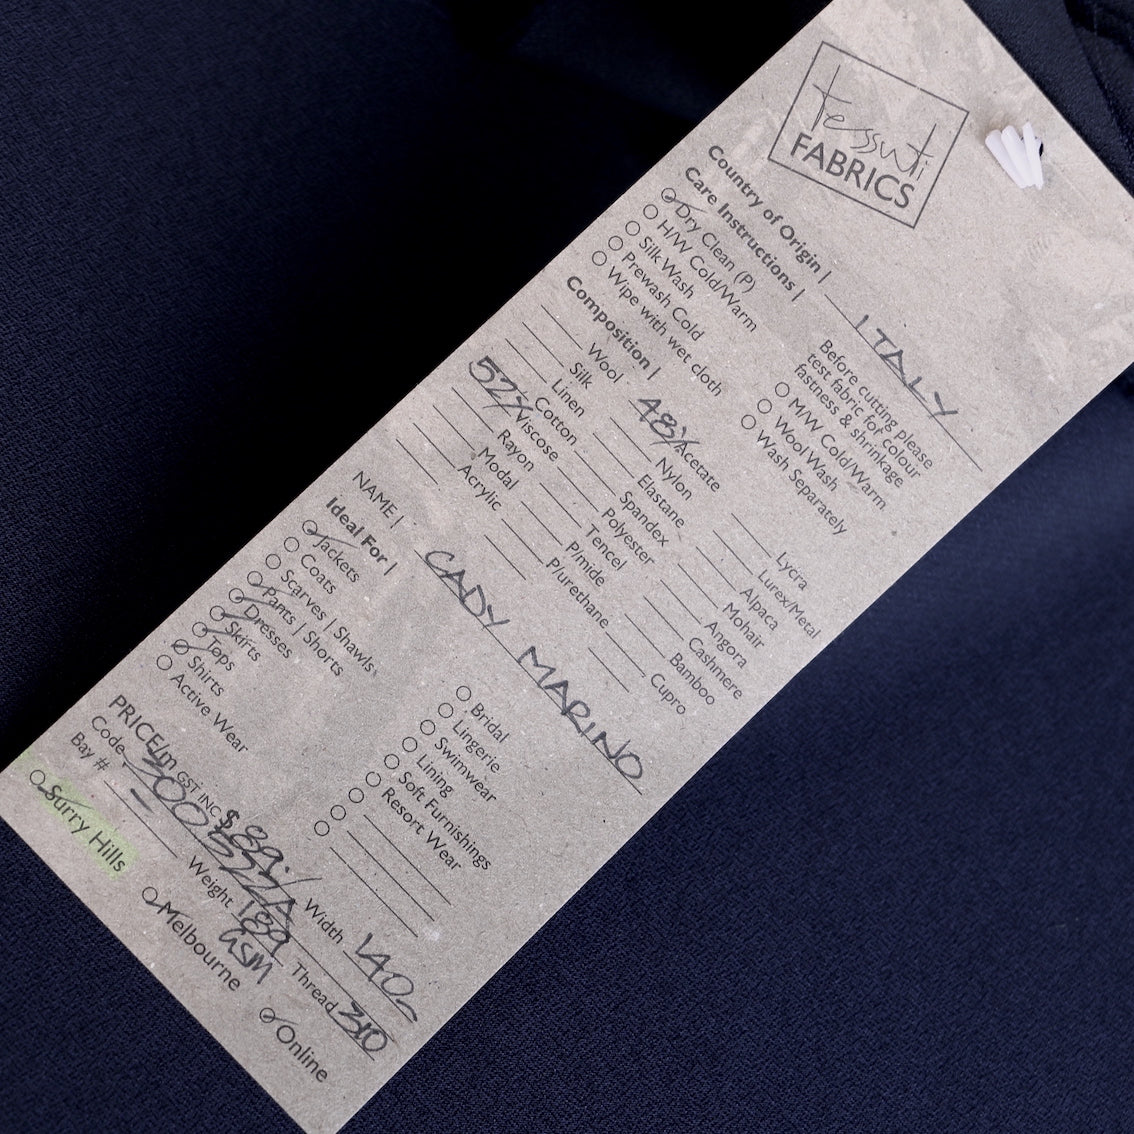 tessuti
FABRICS
Country of Origin | ITALY
Care Instructions |
Dry Clean (P)
H/W Cold/Warm
Silk Wash
Prewash Cold
Wipe with wet cloth
Before cutting please
test fabric for colour
fastness & shrinkage
M/W Cold/Warm
Wool Wash
Wash Separately
Composition |
Wool
Silk
Linen
Cotton
52% Viscose
Rayon
Modal
Acrylic
48% Acetate
Nylon
Elastane
Spandex
Polyester
Tencel
P/mide
P/urethane
Lycra
Lurex/Metal
Alpaca
Mohair
Angora
Cashmere
Bamboo
Cupro
NAME | CADY MARINO
Ideal For |
Jackets
Coats
Scarves | Shawls
Pants | Shorts
Dresses
Skirts
Tops
Shirts
Active Wear
Bridal
Lingerie
Swimwear
Lining
Soft Furnishings
Resort Wear
PRICE/m GST INC $89.
Code Width 140
Bay # - Weight 189 GSM Thread 310
Surry Hills Melbourne Online